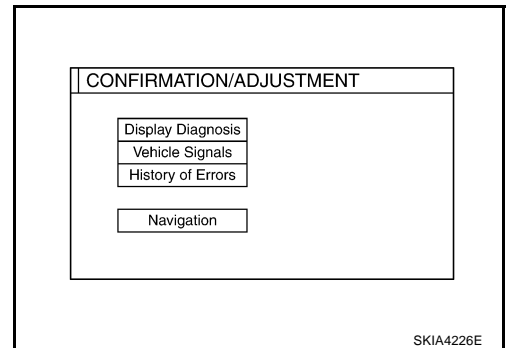 CONFIRMATION/ADJUSTMENT
Display Diagnosis
Vehicle Signals
History of Errors
Navigation
SKIA4226E